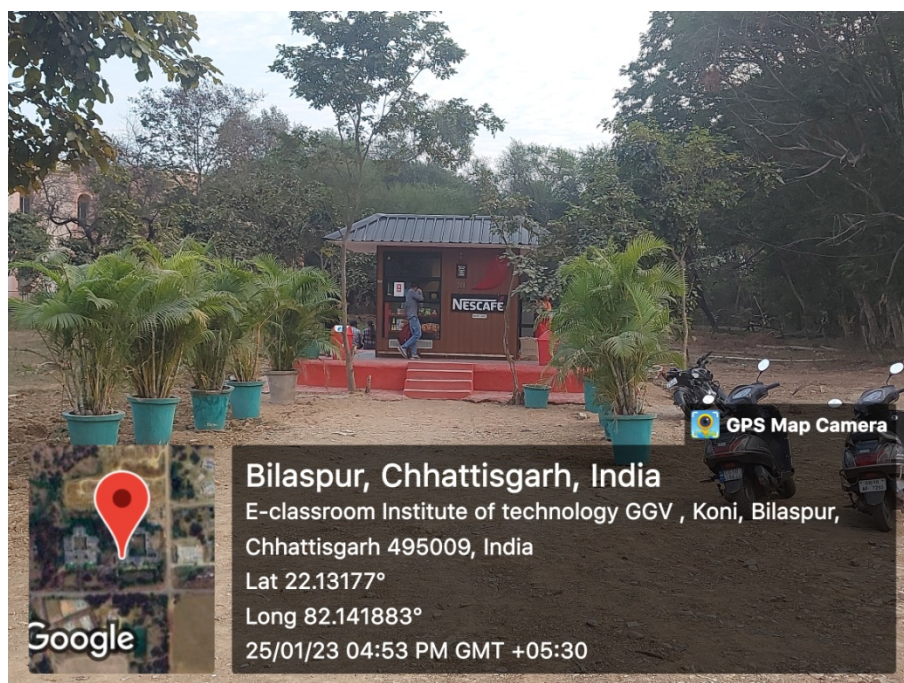 NESCAFÉ
GPS Map Camera
Bilaspur, Chhattisgarh, India
E-classroom Institute of technology GGV , Koni, Bilaspur,
Chhattisgarh 495009, India
Lat 22.13177°
Long 82.141883°
25/01/23 04:53 PM GMT +05:30
Google